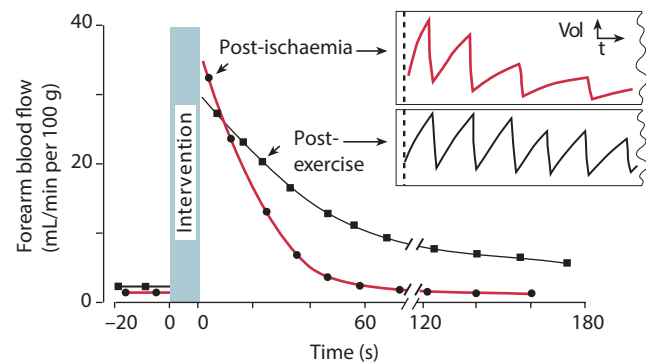 40
20
0
Forearm blood flow
(mL/min per 100 g)
Intervention
Post-ischaemia
Post-
exercise
Vol
t
−20
0
0
60
120
180
Time (s)